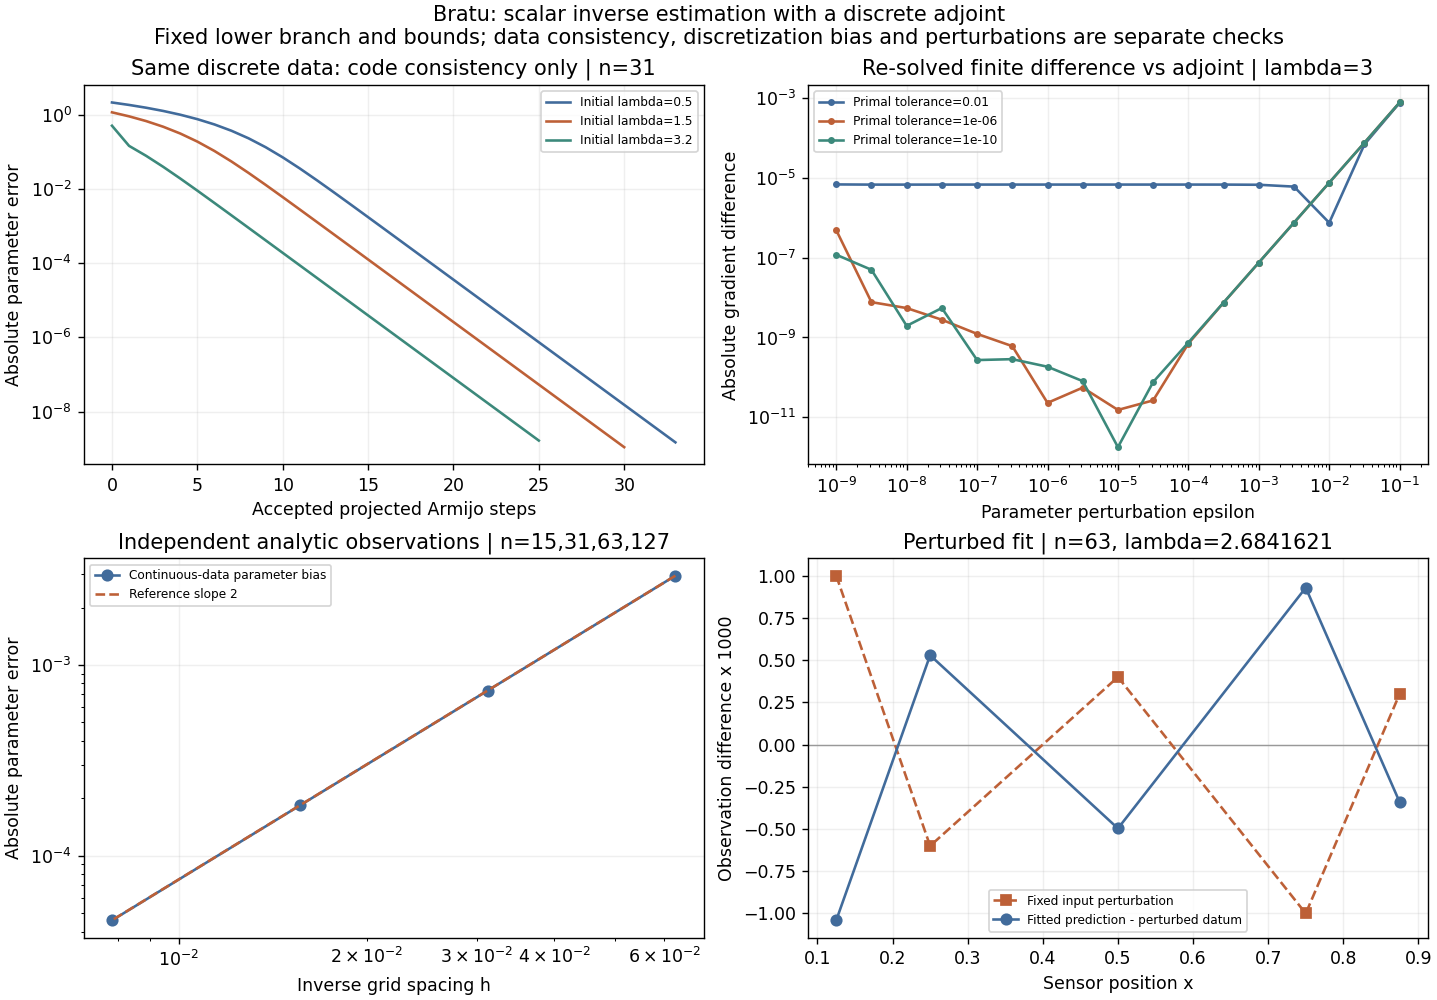 Bratu: scalar inverse estimation with a discrete adjoint
Fixed lower branch and bounds; data consistency, discretization bias and perturbations are separate checks
Same discrete data: code consistency only | n=31
Absolute parameter error
10⁰
10⁻²
10⁻⁴
10⁻⁶
10⁻⁸
Initial lambda=0.5
Initial lambda=1.5
Initial lambda=3.2
0 5 10 15 20 25 30
Accepted projected Armijo steps
Re-solved finite difference vs adjoint | lambda=3
Absolute gradient difference
10⁻³
10⁻⁵
10⁻⁷
10⁻⁹
10⁻¹¹
Primal tolerance=0.01
Primal tolerance=1e-06
Primal tolerance=1e-10
10⁻⁹ 10⁻⁸ 10⁻⁷ 10⁻⁶ 10⁻⁵ 10⁻⁴ 10⁻³ 10⁻² 10⁻¹
Parameter perturbation epsilon
Independent analytic observations | n=15,31,63,127
Absolute parameter error
10⁻³
10⁻⁴
Continuous-data parameter bias
Reference slope 2
10⁻² 2 × 10⁻² 3 × 10⁻² 4 × 10⁻² 6 × 10⁻²
Inverse grid spacing h
Perturbed fit | n=63, lambda=2.6841621
Observation difference x 1000
1.00
0.75
0.50
0.25
0.00
−0.25
−0.50
−0.75
−1.00
Fixed input perturbation
Fitted prediction - perturbed datum
0.1 0.2 0.3 0.4 0.5 0.6 0.7 0.8 0.9
Sensor position x